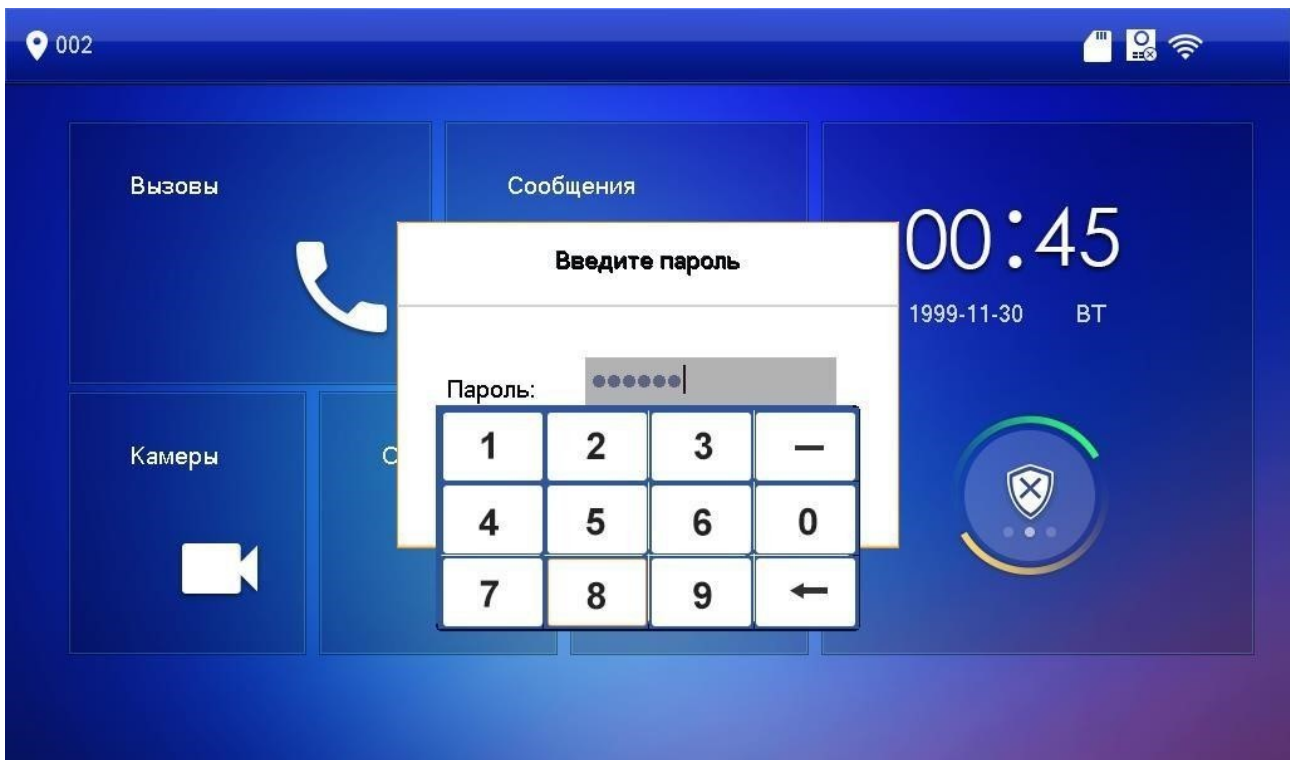 002
Вызовы
Сообщения
00:45
1999-11-30 ВТ
Введите пароль
Пароль:
1 2 3 –
4 5 6 0
7 8 9 ←
Камеры
С